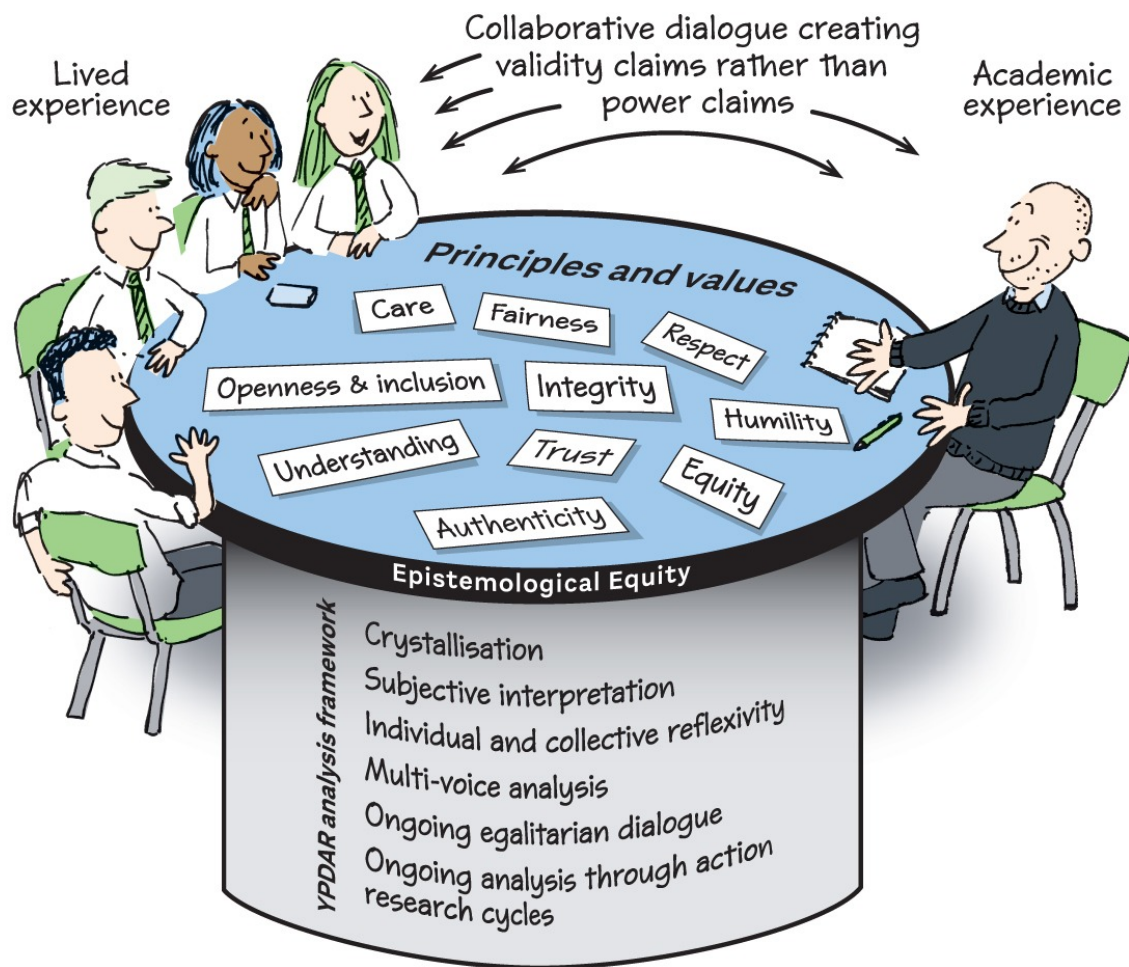 Lived
experience
Collaborative dialogue creating
validity claims rather than
power claims
Academic
experience
Principles and values
Care
Fairness
Respect
Openness & inclusion
Integrity
Humility
Understanding
Trust
Equity
Authenticity
Epistemological Equity
YPDAR analysis framework
Crystallisation
Subjective interpretation
Individual and collective reflexivity
Multi-voice analysis
Ongoing egalitarian dialogue
Ongoing analysis through action
research cycles